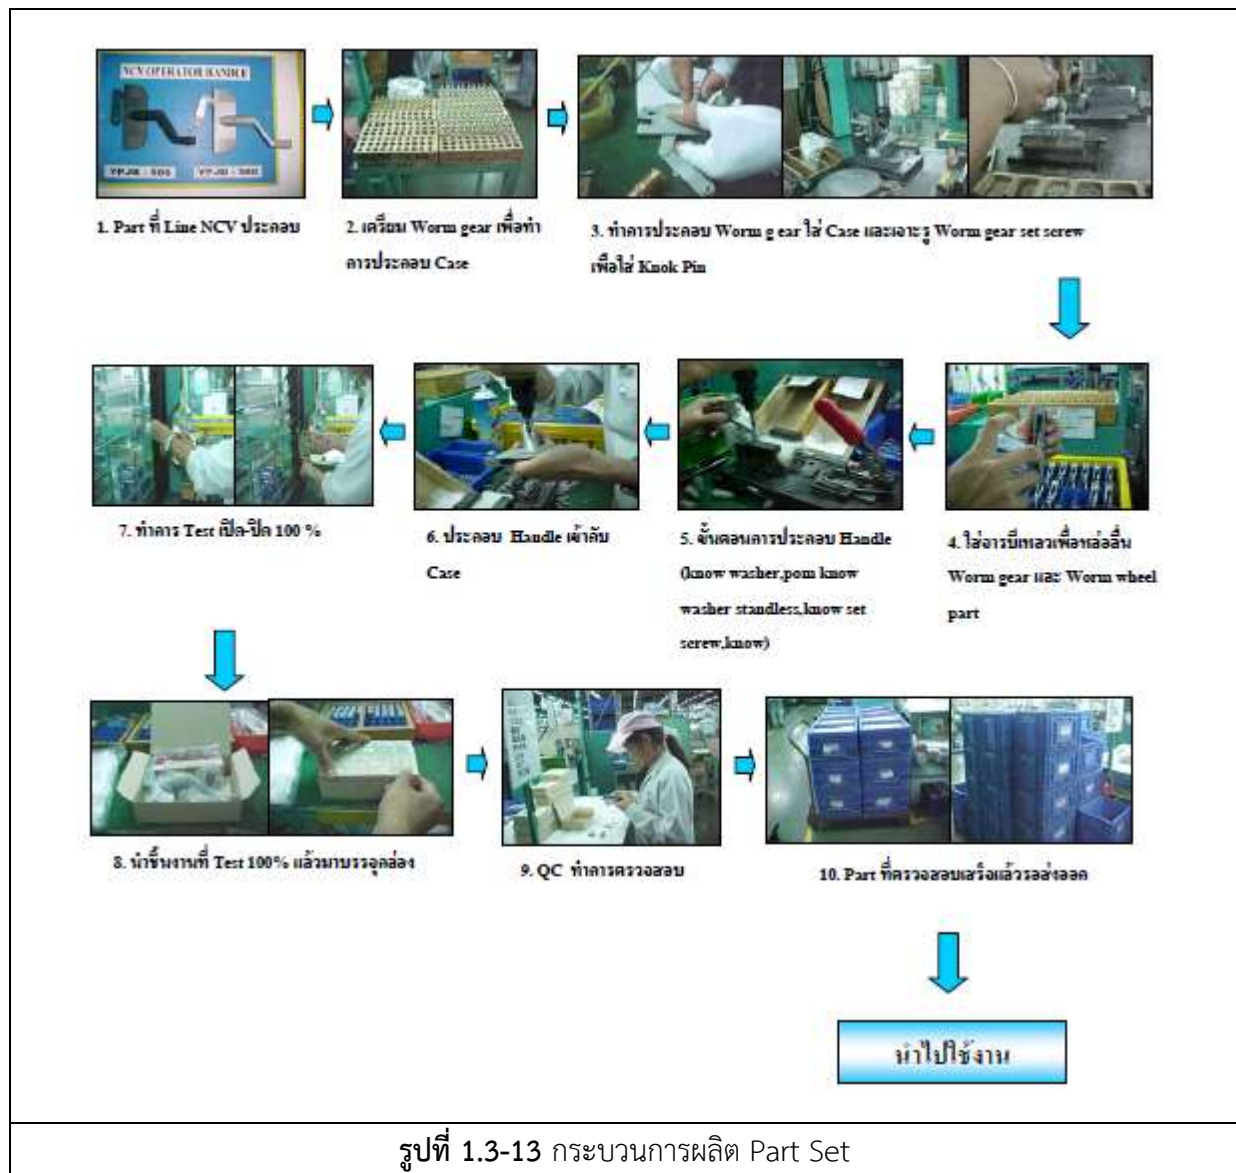 NCV OPERATOR HANDLE
1. Part ที่ Line NCV ประกอบ
2. เตรียม Worm gear เพื่อทำ
การประกอบ Case
3. ทำการประกอบ Worm g ear ใส่ Case และเจาะรู Worm gear set screw
เพื่อใส่ Knok Pin
7. ทำการ Test เปิด-ปิด 100 %
6. ประกอบ Handle เข้ากับ
Case
5. ขั้นตอนการประกอบ Handle
(know washer,pom know
washer standless,know set
screw,know)
4. ใส่จารบีเหลวเพื่อหล่อลื่น
Worm gear และ Worm wheel
part
8. นำชิ้นงานที่ Test 100% แล้วมาบรรจุกล่อง
9. QC ทำการตรวจสอบ
10. Part ที่ตรวจสอบเสร็จแล้วรอส่งออก
นำไปใช้งาน
รูปที่ 1.3-13 กระบวนการผลิต Part Set